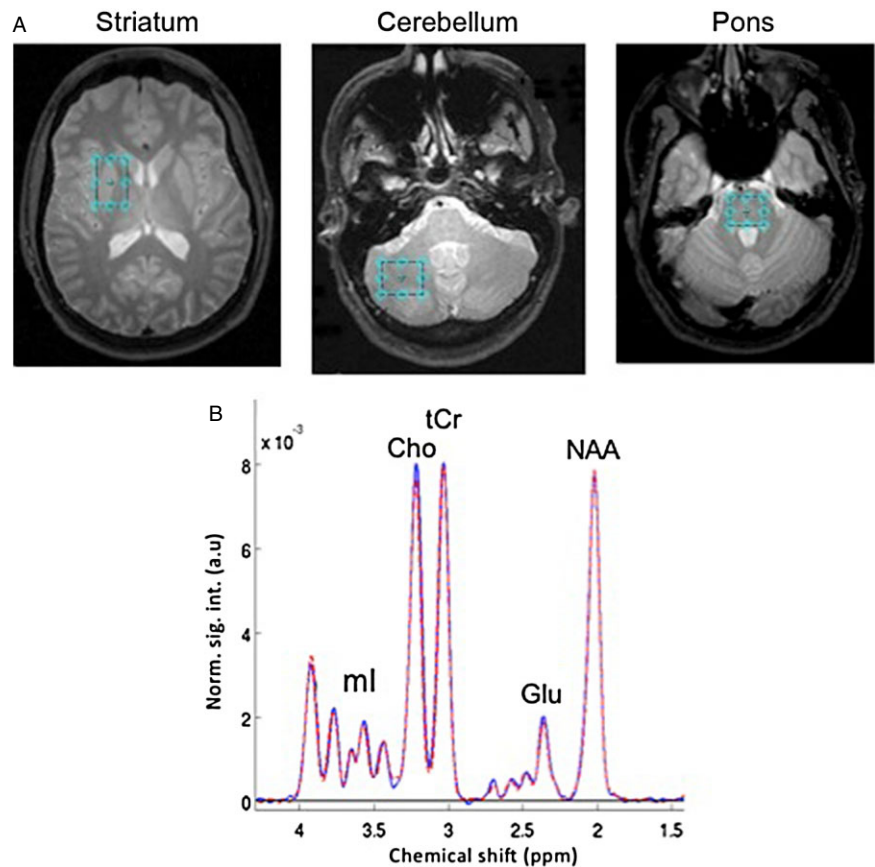 A
Striatum
Cerebellum
Pons
B
x 10-3
tCr
Cho
NAA
mI
Glu
8
6
4
2
0
Norm. sig. int. (a.u)
4 3.5 3 2.5 2 1.5
Chemical shift (ppm)